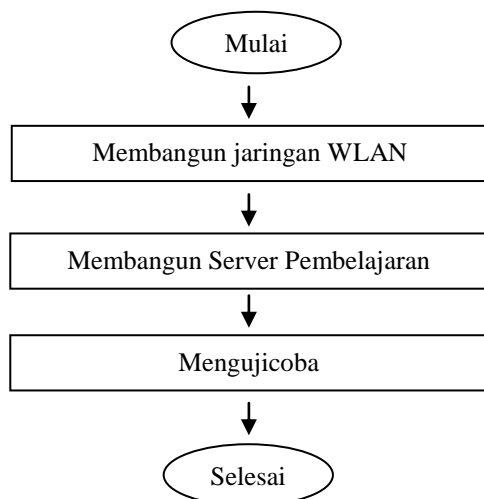 Mulai
Membangun jaringan WLAN
Membangun Server Pembelajaran
Mengujicoba
Selesai